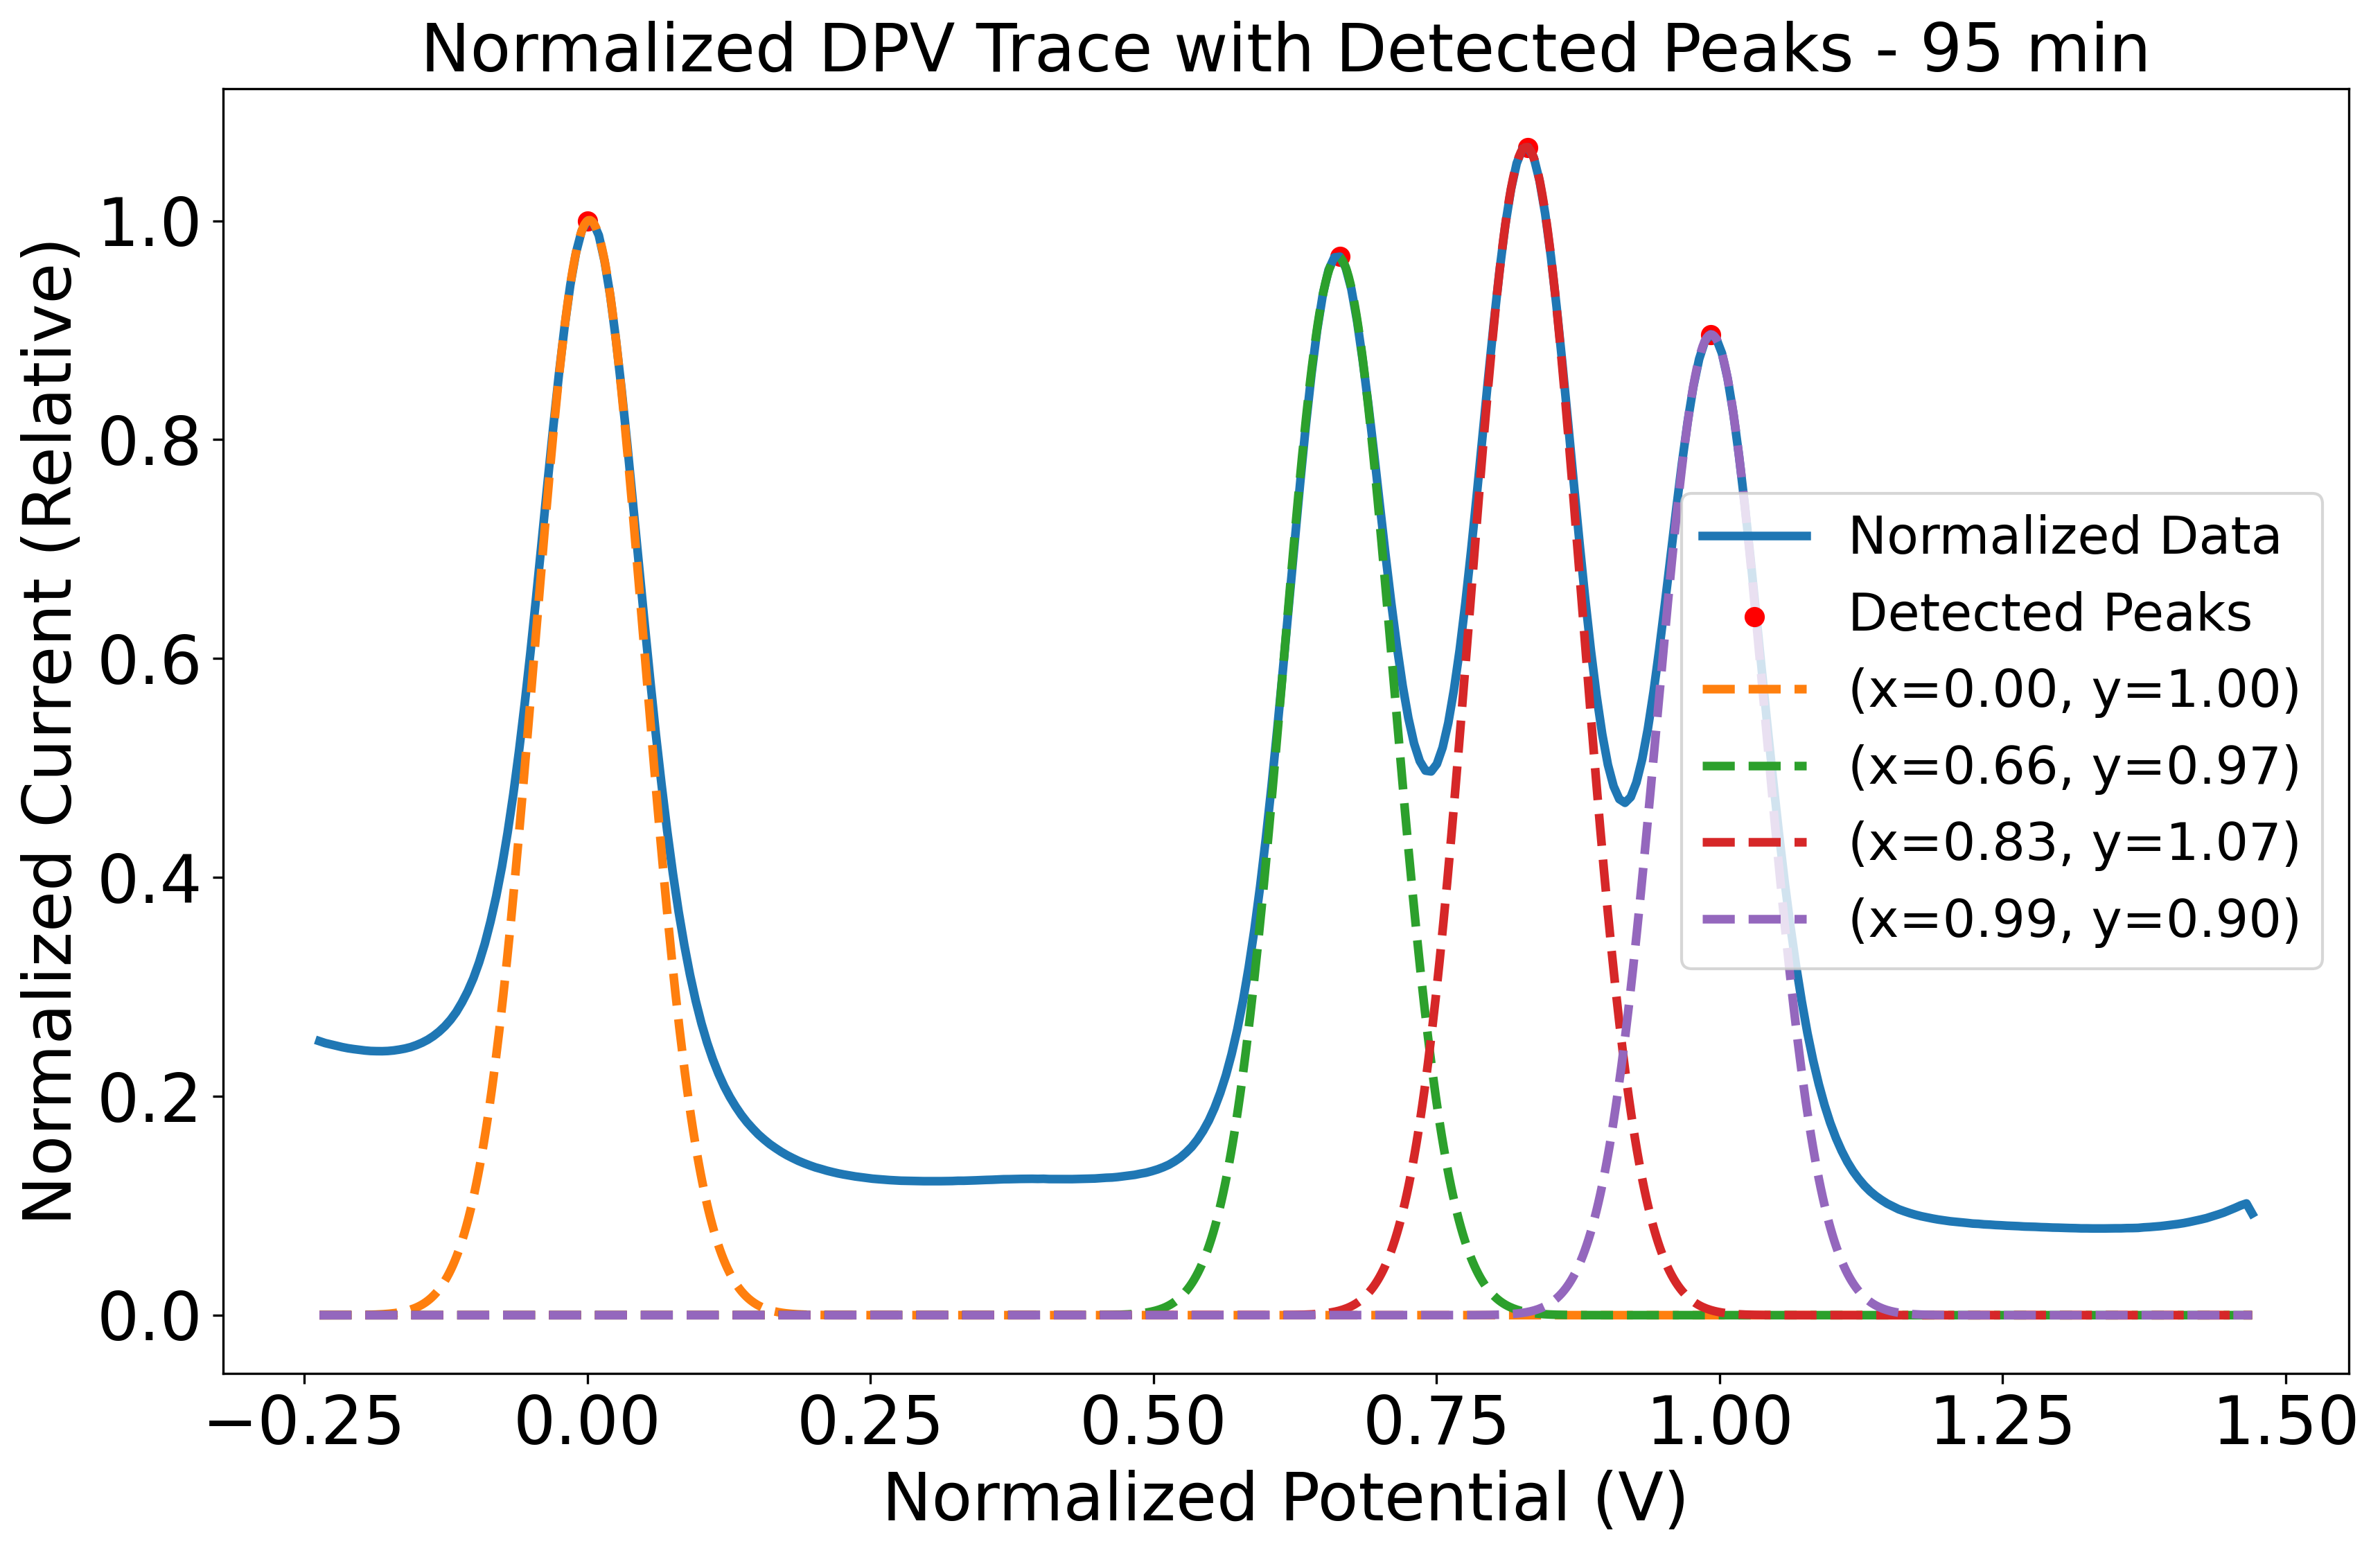 Normalized DPV Trace with Detected Peaks - 95 min
Normalized Current (Relative)
1.0
0.8
0.6
0.4
0.2
0.0
Normalized Data
Detected Peaks
(x=0.00, y=1.00)
(x=0.66, y=0.97)
(x=0.83, y=1.07)
(x=0.99, y=0.90)
−0.25 0.00 0.25 0.50 0.75 1.00 1.25 1.50
Normalized Potential (V)